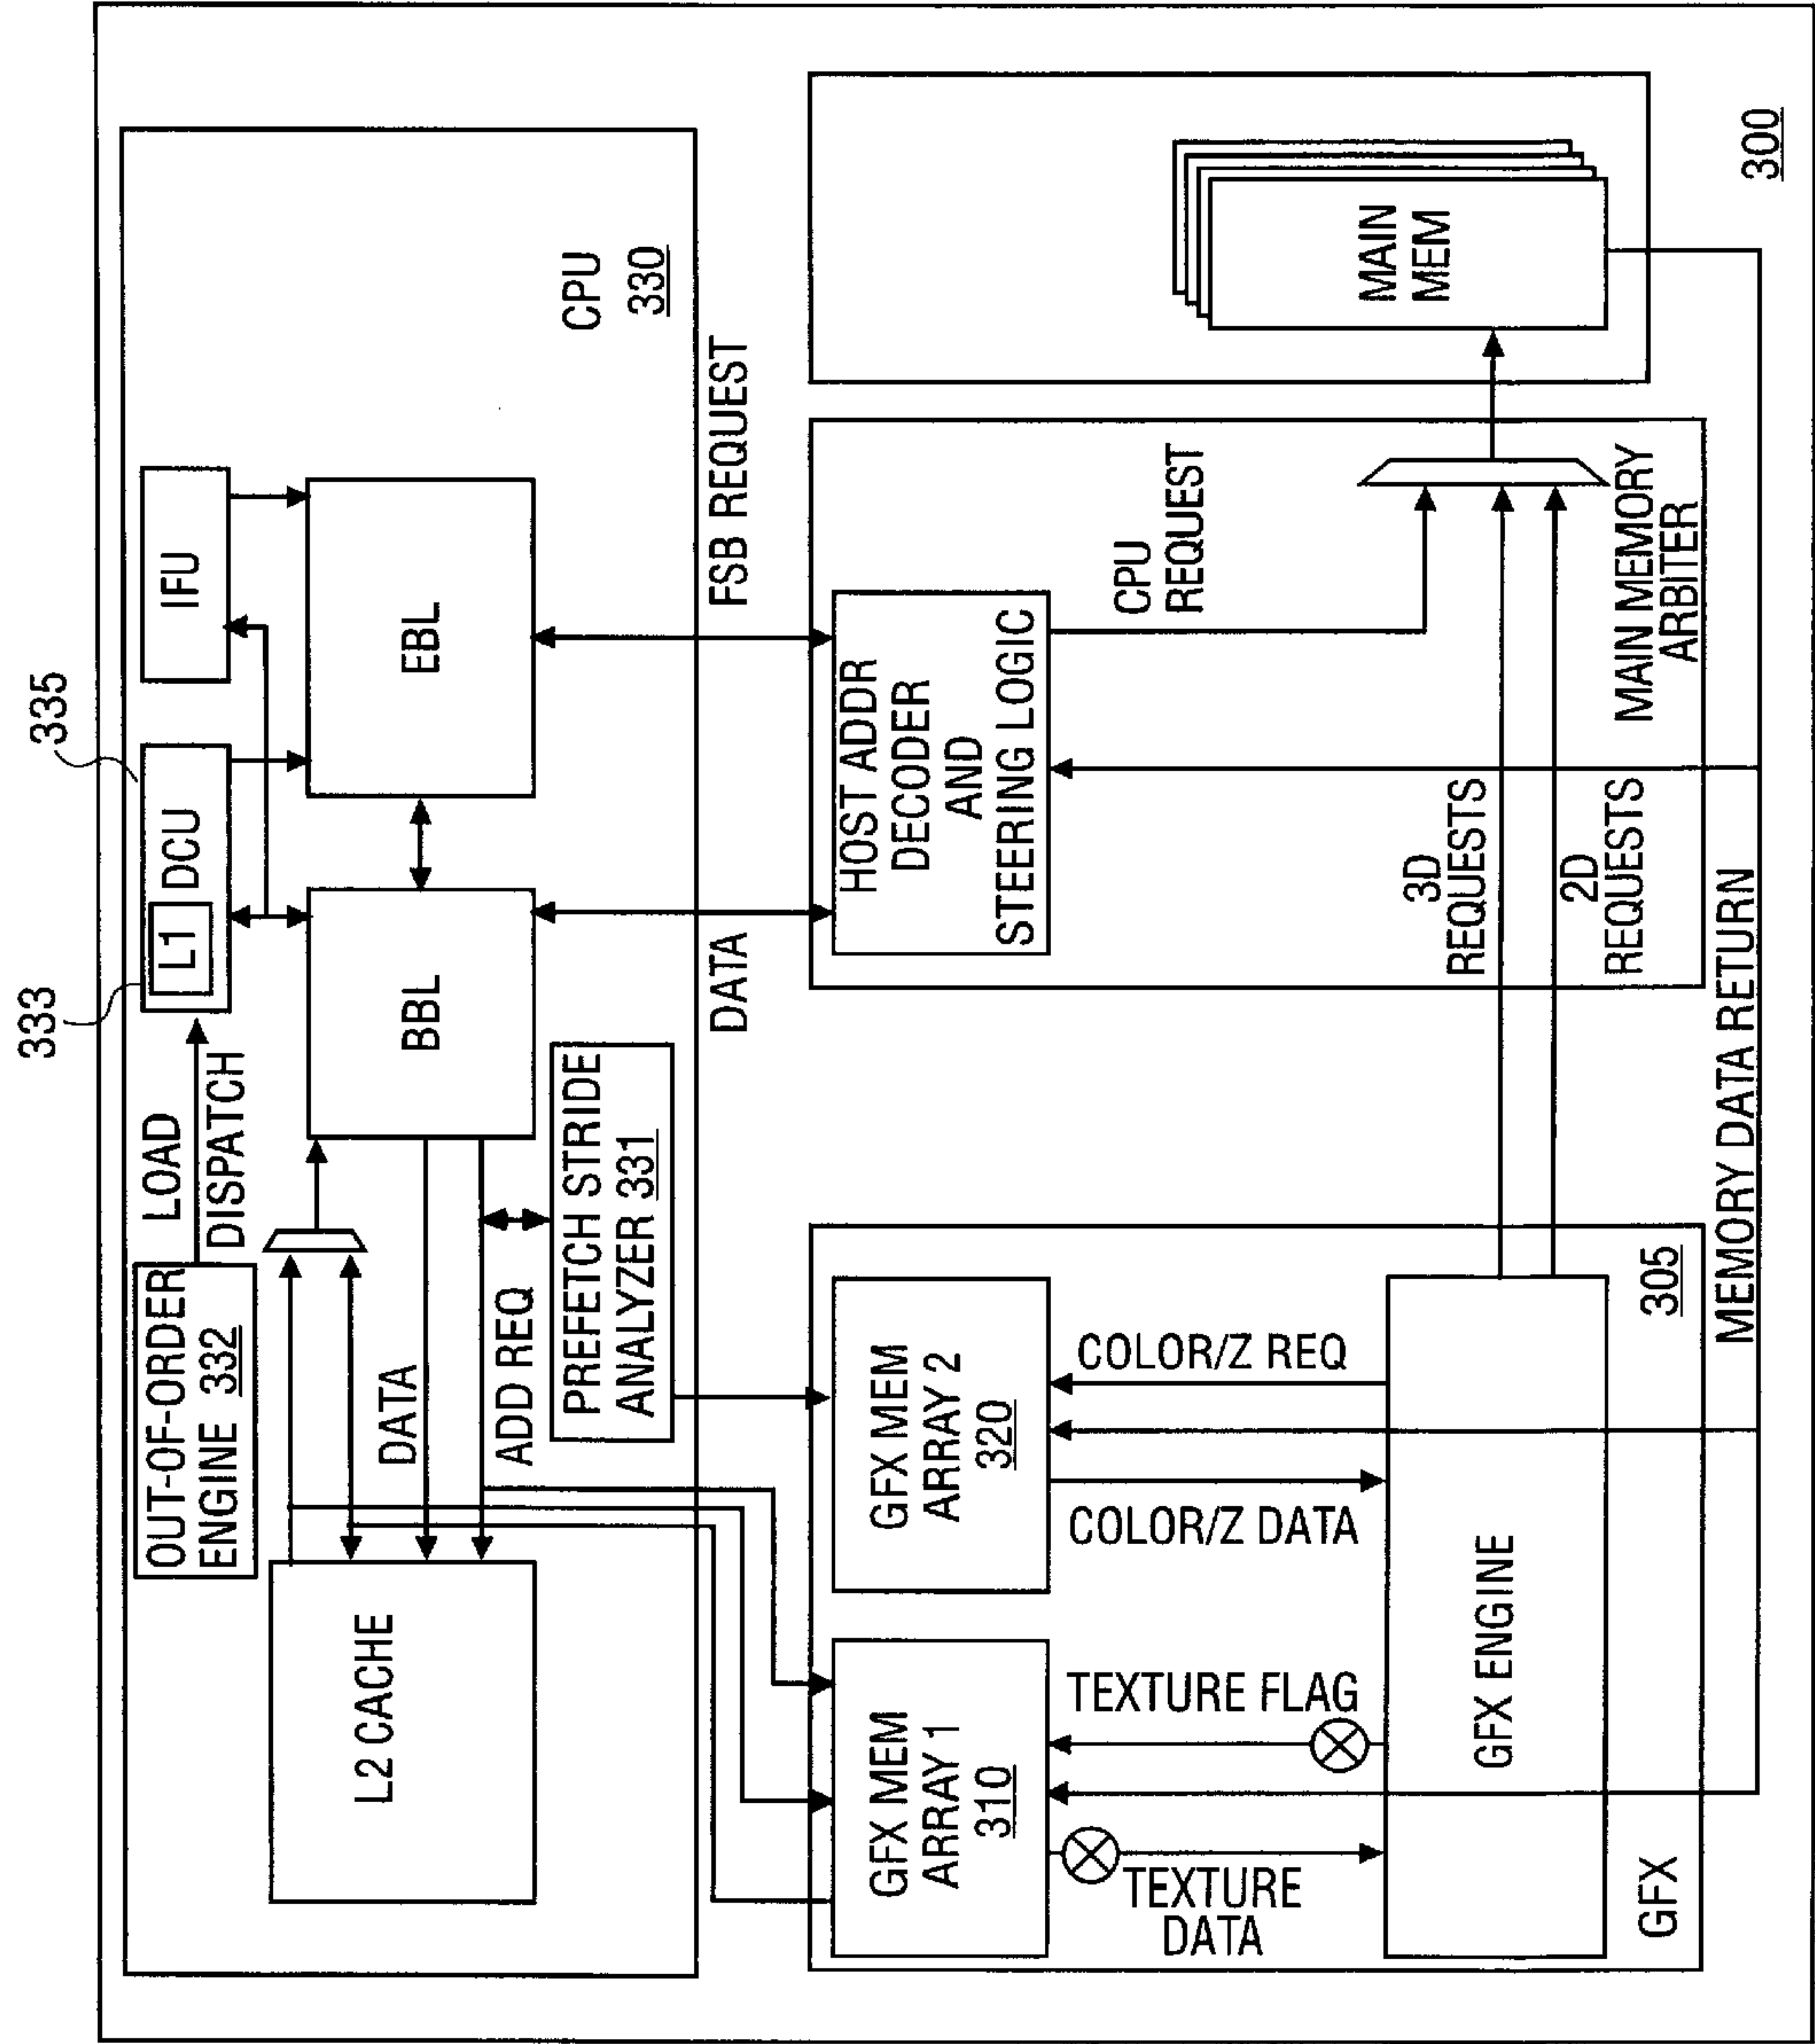 335
333
OUT-OF-ORDER
ENGINE 332
LOAD
DISPATCH
L1
DCU
IFU
L2 CACHE
DATA
ADD REQ
BBL
EBL
PREFETCH STRIDE
ANALYZER 331
CPU
330
DATA
FSB REQUEST
GFX MEM
ARRAY 1
310
GFX MEM
ARRAY 2
320
HOST ADDR
DECODER
AND
STEERING LOGIC
CPU
REQUEST
MAIN
MEM
TEXTURE FLAG
TEXTURE
DATA
COLOR/Z REQ
COLOR/Z DATA
3D
REQUESTS
2D
REQUESTS
MAIN MEMORY
ARBITER
GFX ENGINE
GFX
305
MEMORY DATA RETURN
300